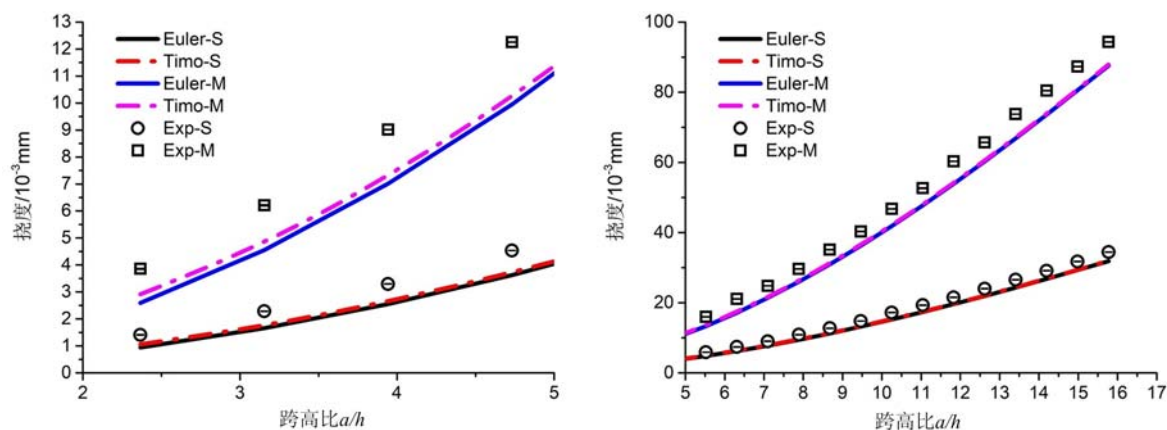 13
12
11
10
9
8
7
6
5
4
3
2
1
0
挠度/10⁻³mm
Euler-S
Timo-S
Euler-M
Timo-M
Exp-S
Exp-M
2 3 4 5
跨高比a/h
100
80
60
40
20
0
挠度/10⁻³mm
Euler-S
Timo-S
Euler-M
Timo-M
Exp-S
Exp-M
5 6 7 8 9 10 11 12 13 14 15 16 17
跨高比a/h